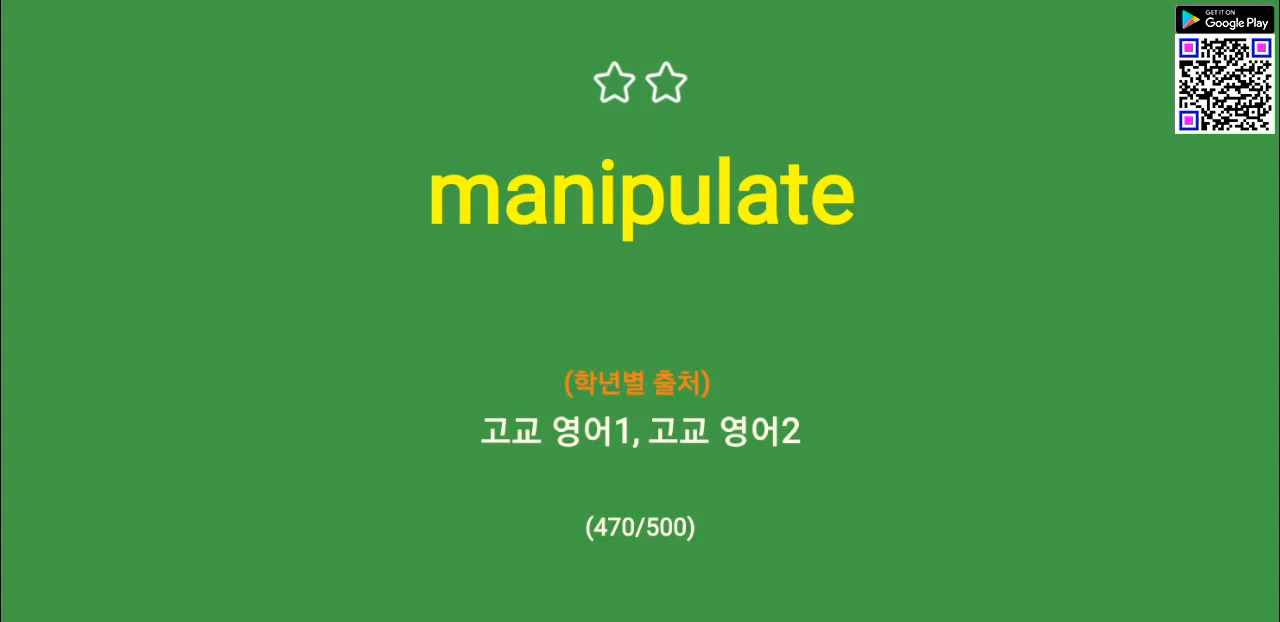 GET IT ON
Google Play
manipulate
(학년별 출처)
고교 영어1, 고교 영어2
(470/500)